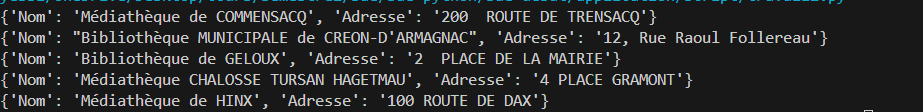 {'Nom': 'Médiathèque de COMMENSACQ', 'Adresse': '200  ROUTE DE TRENSACQ'}
{'Nom': "Bibliothèque MUNICIPALE de CREON-D'ARMAGNAC", 'Adresse': '12, Rue Raoul Follereau'}
{'Nom': 'Bibliothèque de GELOUX', 'Adresse': '2  PLACE DE LA MAIRIE'}
{'Nom': 'Médiathèque CHALOSSE TURSAN HAGETMAU', 'Adresse': '4 PLACE GRAMONT'}
{'Nom': 'Médiathèque de HINX', 'Adresse': '100 ROUTE DE DAX'}